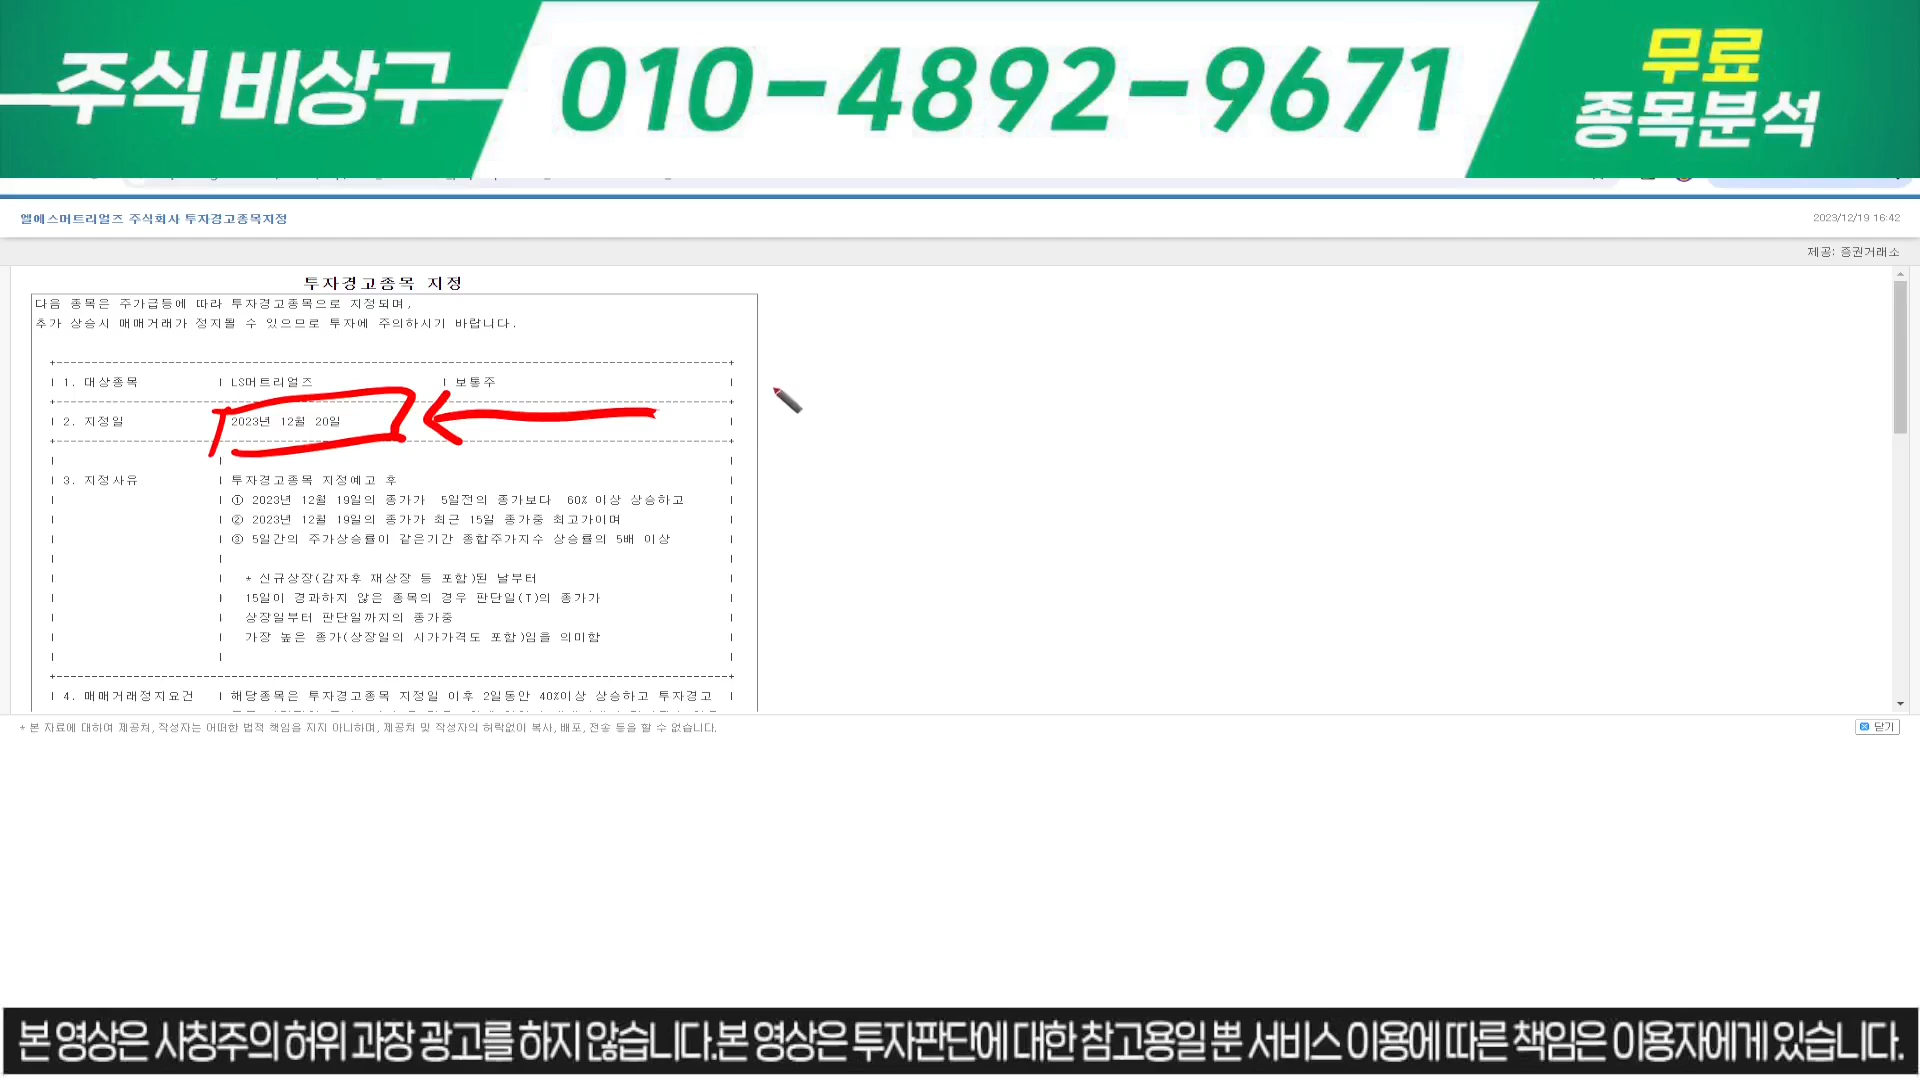 주식 비상구
010-4892-9671
무료
종목분석
엘에스머트리얼즈 주식회사 투자경고종목지정
2023/12/19 16:42
제공: 증권거래소
투자경고종목 지정
다음 종목은 주가급등에 따라 투자경고종목으로 지정되며,
추가 상승시 매매거래가 정지될 수 있으므로 투자에 주의하시기 바랍니다.
1. 대상종목 LS머트리얼즈 보통주
2. 지정일 2023년 12월 20일
3. 지정사유 투자경고종목 지정예고 후
① 2023년 12월 19일의 종가가 5일전의 종가보다 60% 이상 상승하고
② 2023년 12월 19일의 종가가 최근 15일 종가중 최고가이며
③ 5일간의 주가상승률이 같은기간 종합주가지수 상승률의 5배 이상
* 신규상장(감자후 재상장 등 포함)된 날부터
15일이 경과하지 않은 종목의 경우 판단일(T)의 종가가
상장일부터 판단일까지의 종가중
가장 높은 종가(상장일의 시가가격도 포함)임을 의미함
4. 매매거래정지요건 해당종목은 투자경고종목 지정일 이후 2일동안 40%이상 상승하고 투자경고
* 본 자료에 대하여 제공처, 작성자는 어떠한 법적 책임을 지지 아니하며, 제공처 및 작성자의 허락없이 복사, 배포, 전송 등을 할 수 없습니다.
닫기
본 영상은 사칭주의 허위 과장 광고를 하지 않습니다.본 영상은 투자판단에 대한 참고용일 뿐 서비스 이용에 따른 책임은 이용자에게 있습니다.